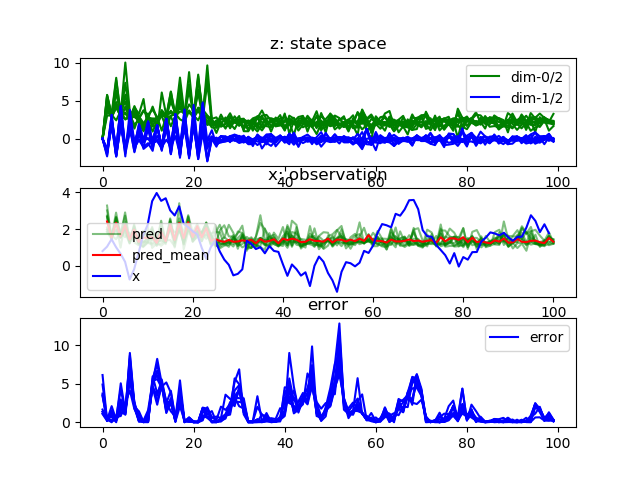 z: state space
10
5
0
dim-0/2
dim-1/2
0 20 40 60 80 100
x: observation
4
2
0
pred
pred_mean
x
0 20 40 60 80 100
error
10
5
0
error
0 20 40 60 80 100